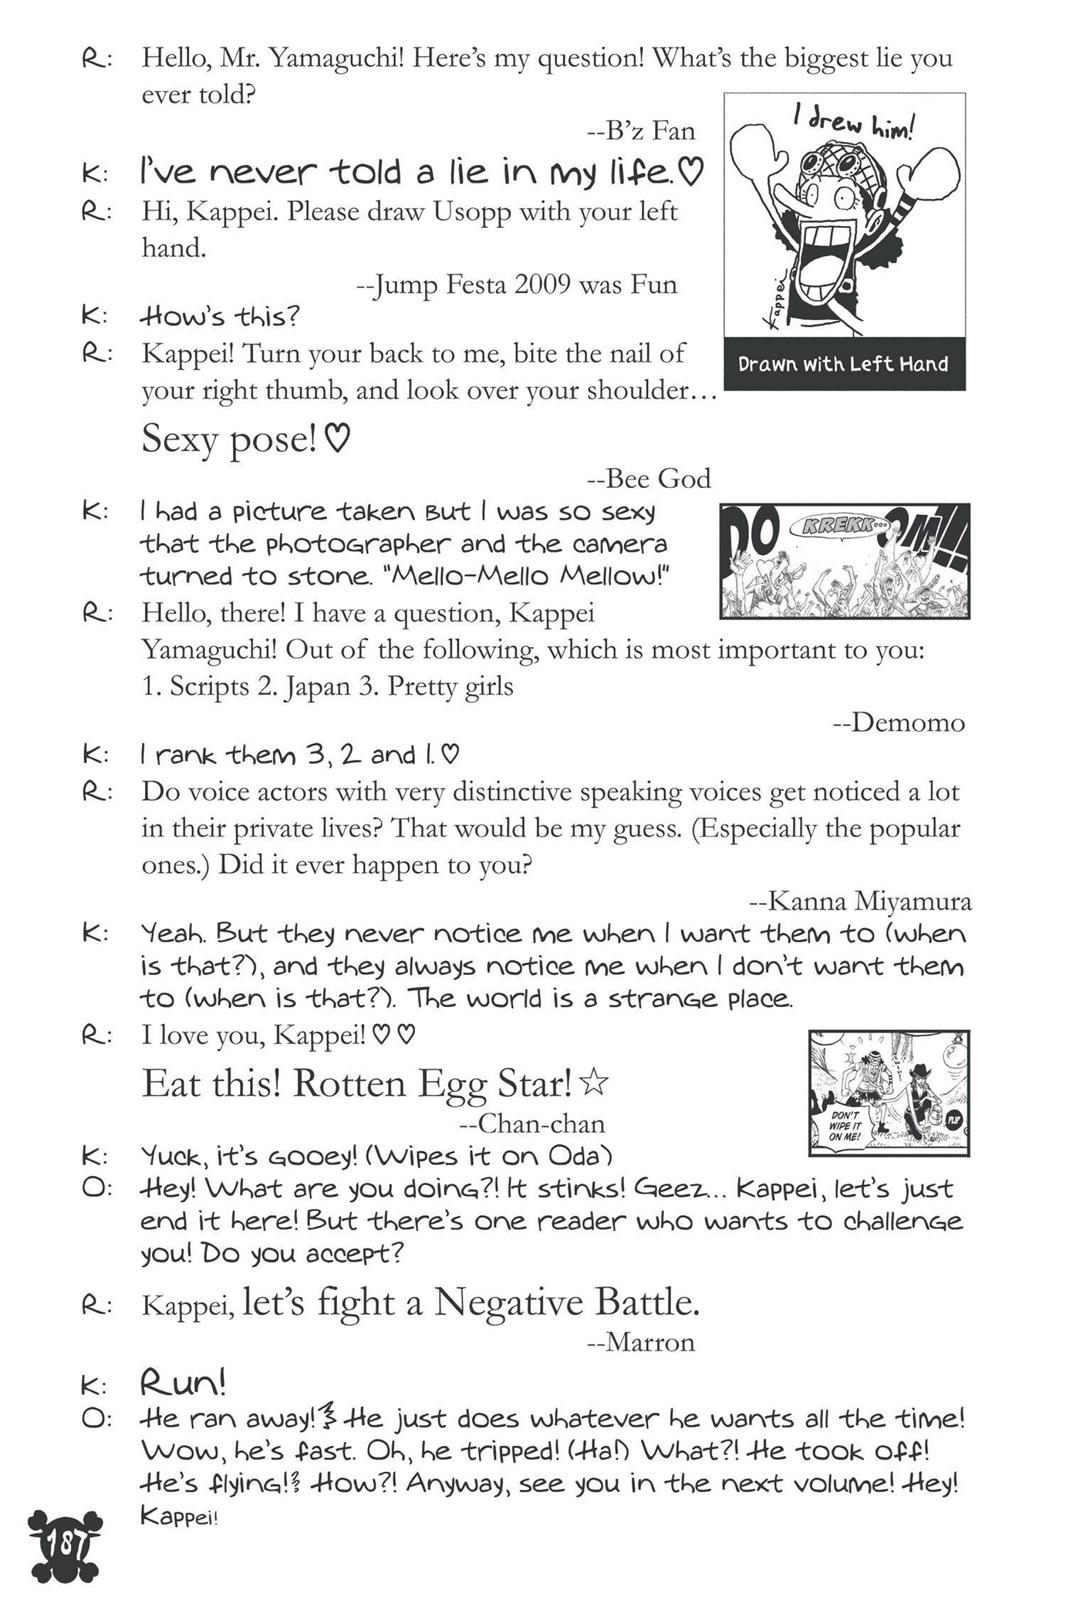 R: Hello, Mr. Yamaguchi! Here's my question! What's the biggest lie you
ever told?
--B'z Fan
K: I've never told a lie in my life.♡
R: Hi, Kappei. Please draw Usopp with your left
hand.
--Jump Festa 2009 was Fun
K: How's this?
I drew him!
Kappei
Drawn with Left Hand
R: Kappei! Turn your back to me, bite the nail of
your right thumb, and look over your shoulder...
Sexy pose!♡
--Bee God
K: I had a picture taken but I was so sexy
that the photographer and the camera
turned to stone. "Mello-Mello Mellow!"
DO
KREKK...
OM!!
R: Hello, there! I have a question, Kappei
Yamaguchi! Out of the following, which is most important to you:
1. Scripts 2. Japan 3. Pretty girls
--Demomo
K: I rank them 3, 2 and 1.♡
R: Do voice actors with very distinctive speaking voices get noticed a lot
in their private lives? That would be my guess. (Especially the popular
ones.) Did it ever happen to you?
--Kanna Miyamura
K: Yeah. But they never notice me when I want them to (when
is that?), and they always notice me when I don't want them
to (when is that?). The world is a strange place.
R: I love you, Kappei!♡♡
Eat this! Rotten Egg Star!☆
--Chan-chan
DON'T
WIPE IT
ON ME!
FLIP
K: Yuck, it's gooey! (Wipes it on Oda)
O: Hey! What are you doing?! It stinks! Geez... Kappei, let's just
end it here! But there's one reader who wants to challenge
you! Do you accept?
R: Kappei, let's fight a Negative Battle.
--Marron
K: Run!
O: He ran away! He just does whatever he wants all the time!
Wow, he's fast. Oh, he tripped! (Ha!) What?! He took off!
He's flying! How?! Anyway, see you in the next volume! Hey!
Kappei!
187